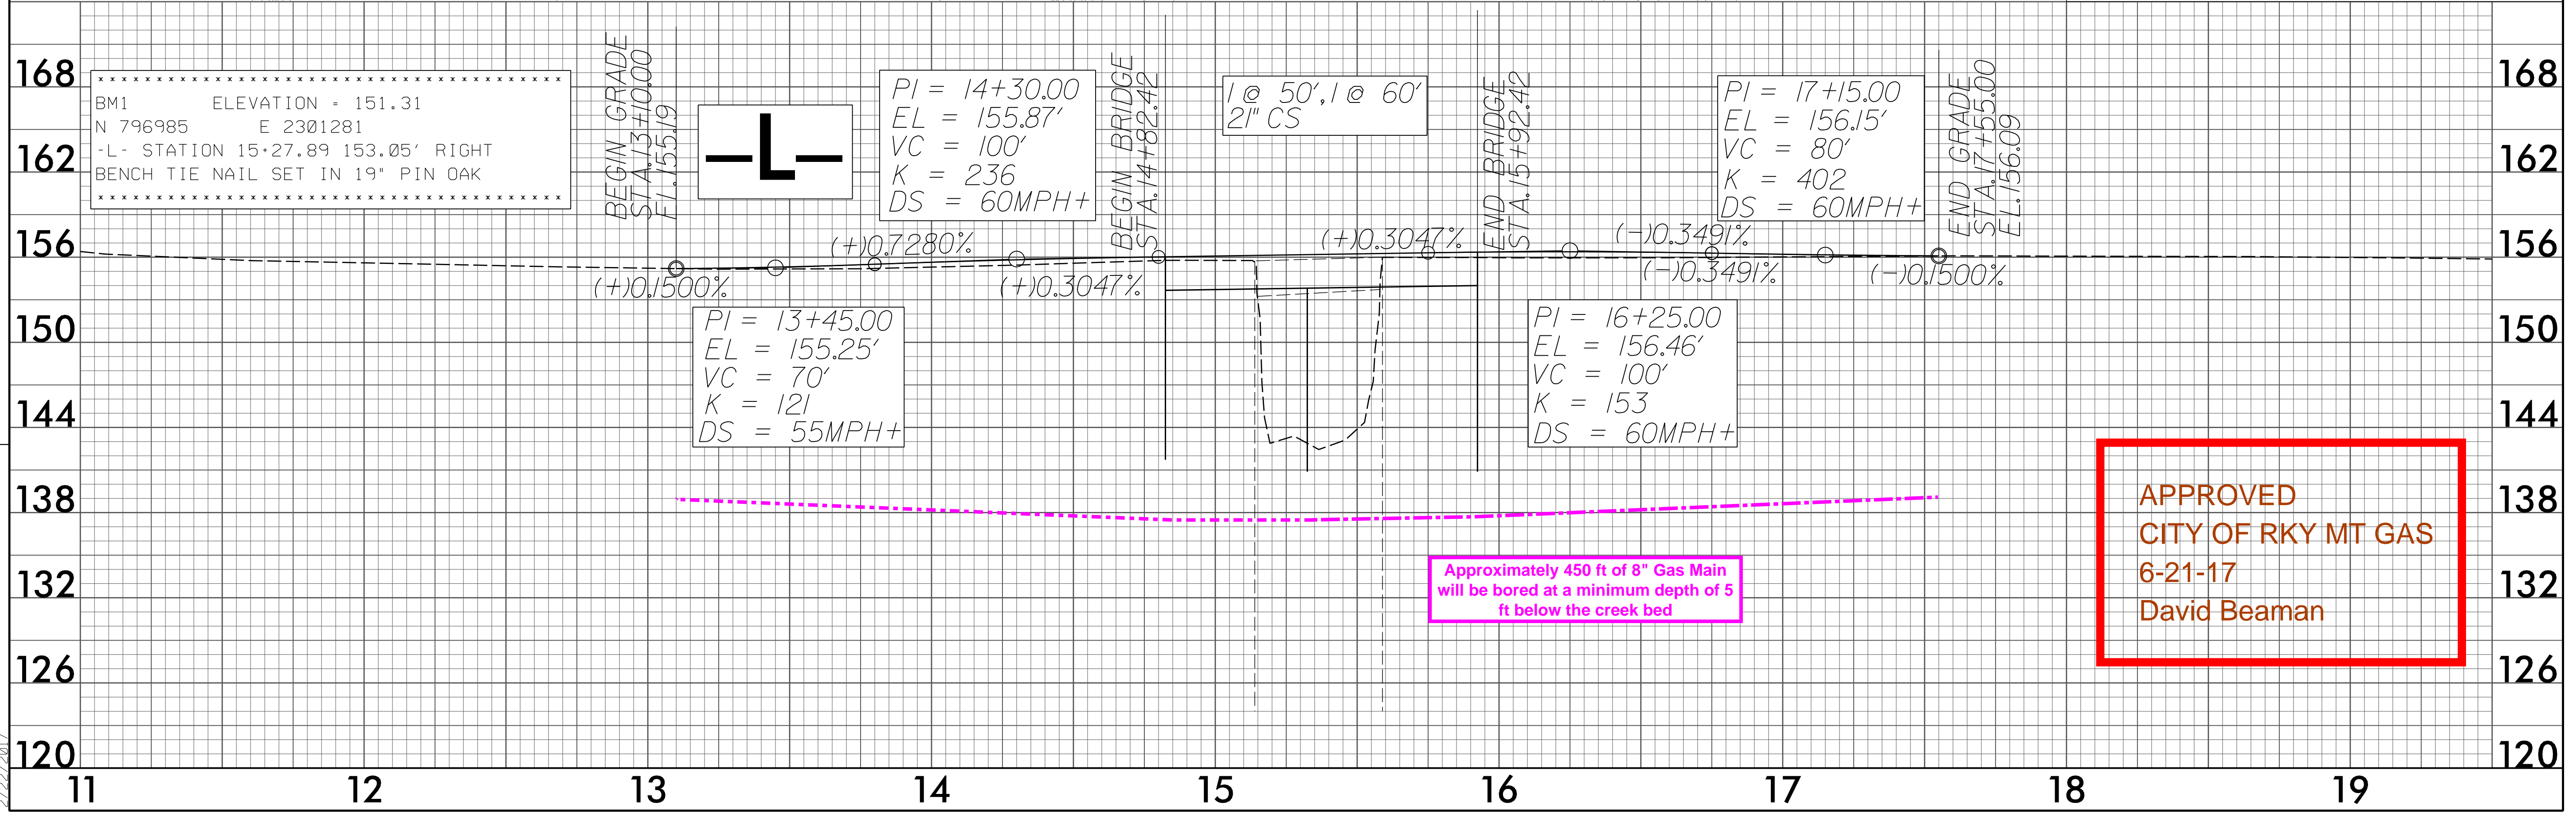 BEGIN GRADE
STA.13+10.00
EL.155.19
BEGIN BRIDGE
STA.14+82.42
END BRIDGE
STA.15+92.42
END GRADE
STA.17+55.00
EL.156.09
* * * * * * * * * * * * * * * * * * * * * * * * * * * * * * * * * * * * * * * *
BM1 ELEVATION = 151.31
N 796985 E 2301281
-L- STATION 15+27.89 153.05' RIGHT
BENCH TIE NAIL SET IN 19" PIN OAK
* * * * * * * * * * * * * * * * * * * * * * * * * * * * * * * * * * * * * * * *
-L-
PI = 14+30.00
EL = 155.87'
VC = 100'
K = 236
DS = 60MPH+
1 @ 50', 1 @ 60'
21" CS
PI = 17+15.00
EL = 156.15'
VC = 80'
K = 402
DS = 60MPH+
(+)0.7280%
(+)0.3047%
(-)0.3491%
(+)0.1500%
(+)0.3047%
(-)0.3491%
(-)0.1500%
PI = 13+45.00
EL = 155.25'
VC = 70'
K = 121
DS = 55MPH+
PI = 16+25.00
EL = 156.46'
VC = 100'
K = 153
DS = 60MPH+
APPROVED
CITY OF RKY MT GAS
6-21-17
David Beaman
Approximately 450 ft of 8" Gas Main
will be bored at a minimum depth of 5
ft below the creek bed
168 168
162 162
156 156
150 150
144 144
138 138
132 132
126 126
120 120
11 12 13 14 15 16 17 18 19
2/22/2017